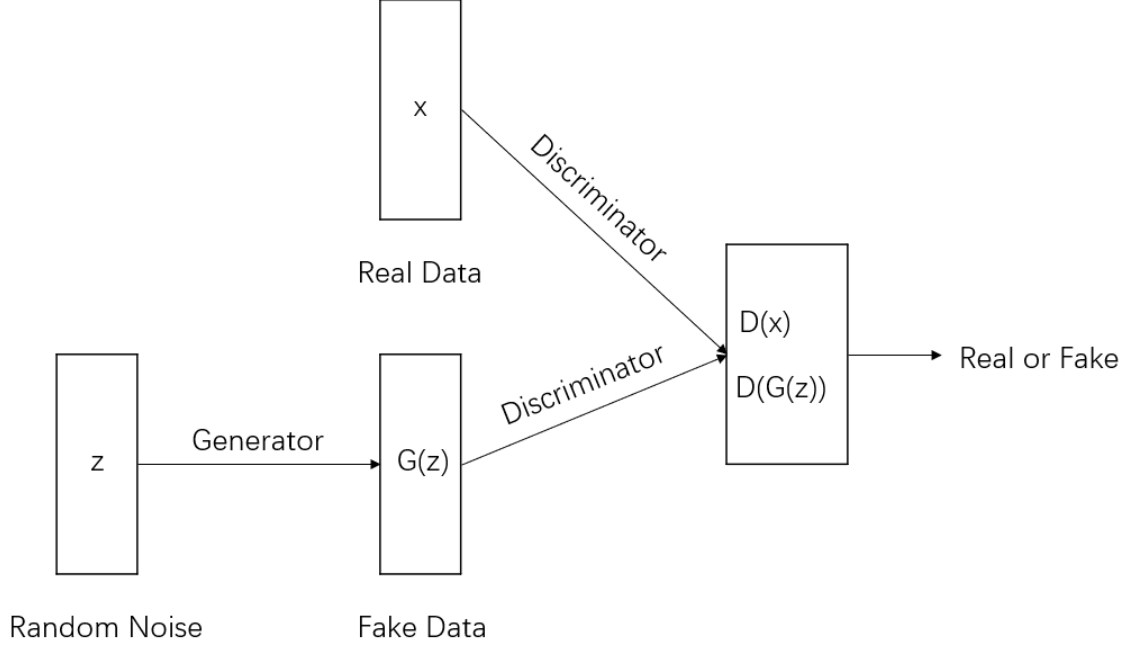 x
Discriminator
Real Data
D(x)
Discriminator
Real or Fake
D(G(z))
Generator
z
G(z)
Random Noise
Fake Data